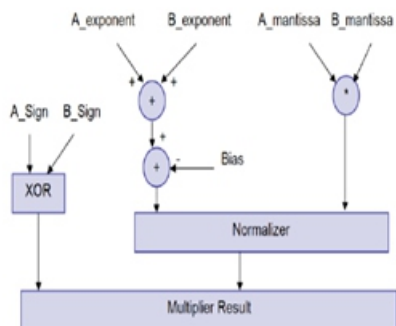 A_exponent B_exponent A_mantissa B_mantissa
+ +
+ *
A_Sign B_Sign
+
+ - Bias
XOR
Normalizer
Multiplier Result